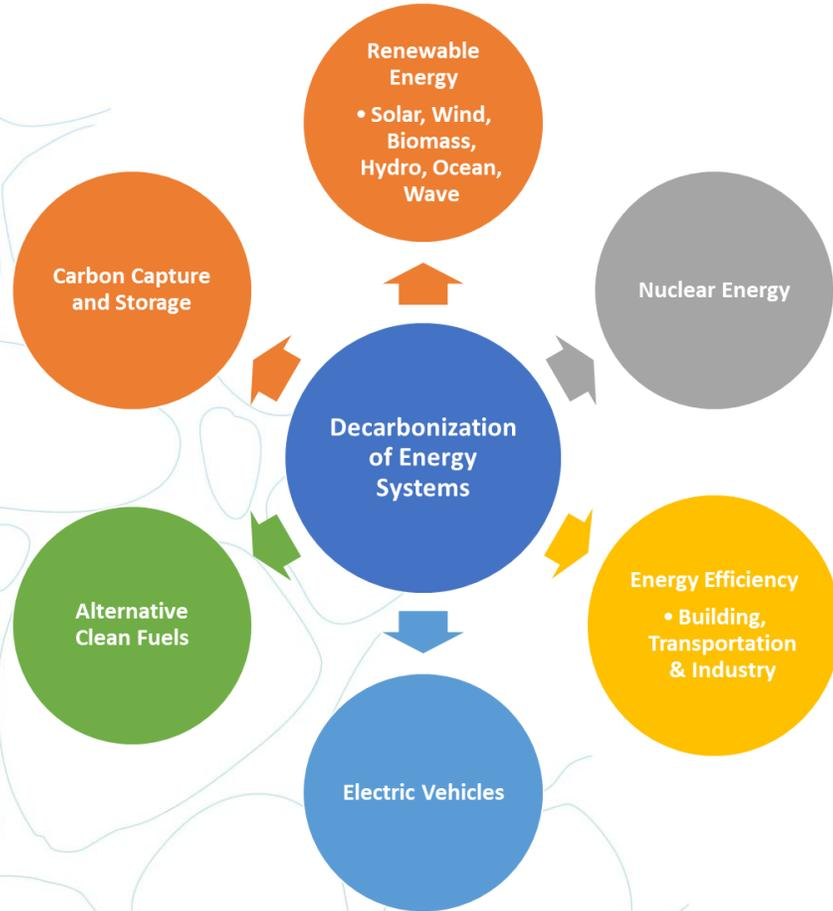 Renewable
Energy
• Solar, Wind,
Biomass,
Hydro, Ocean,
Wave
Carbon Capture
and Storage
Nuclear Energy
Decarbonization
of Energy
Systems
Alternative
Clean Fuels
Energy Efficiency
• Building,
Transportation
& Industry
Electric Vehicles